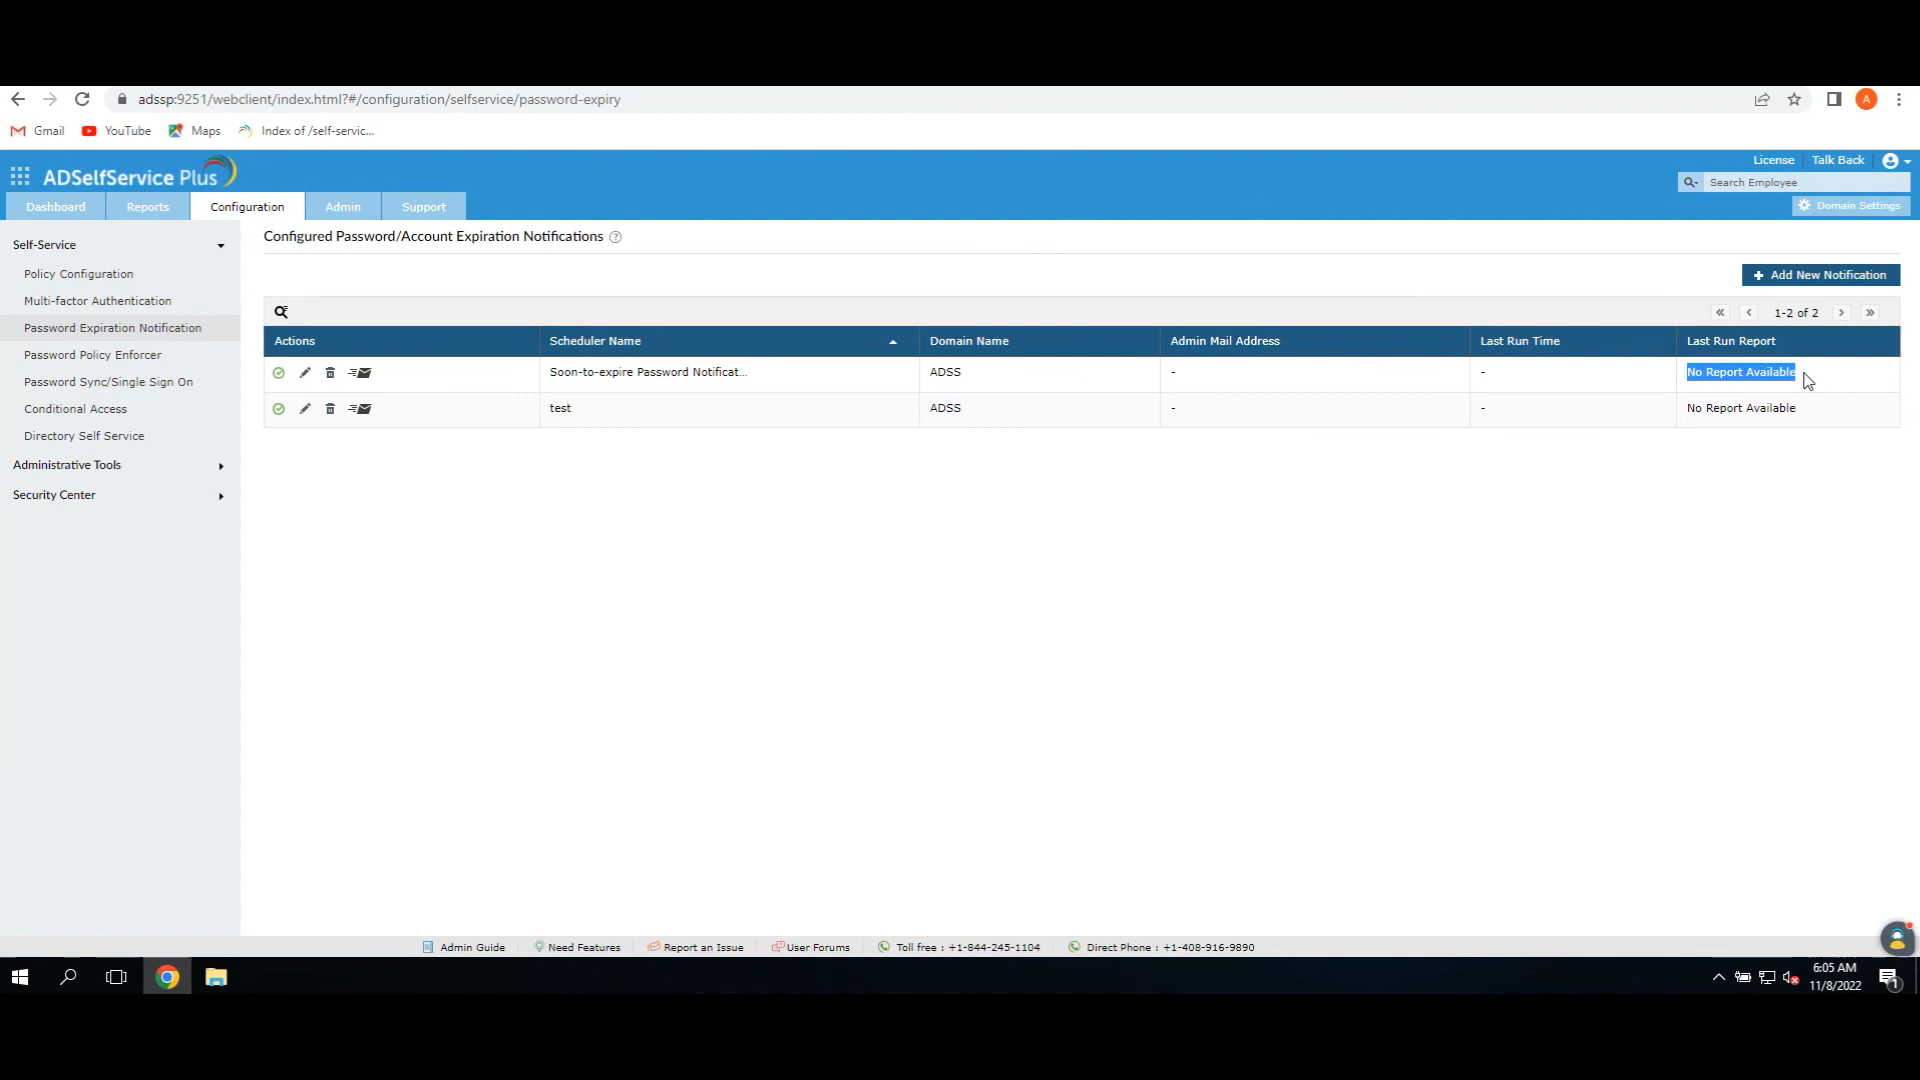 adssp:9251/webclient/index.html?#/configuration/selfservice/password-expiry
A
Gmail YouTube Maps Index of /self-servic...
License Talk Back
ADSelfService Plus
Search Employee
Dashboard Reports Configuration Admin Support
Domain Settings
Self-Service
Policy Configuration
Multi-factor Authentication
Password Expiration Notification
Password Policy Enforcer
Password Sync/Single Sign On
Conditional Access
Directory Self Service
Administrative Tools
Security Center
Configured Password/Account Expiration Notifications ?
+ Add New Notification
« ‹ 1-2 of 2 › »
Actions Scheduler Name Domain Name Admin Mail Address Last Run Time Last Run Report
Soon-to-expire Password Notificat... ADSS - - No Report Available
test ADSS - - No Report Available
Admin Guide Need Features Report an Issue User Forums Toll free : +1-844-245-1104 Direct Phone : +1-408-916-9890
6:05 AM
11/8/2022
1